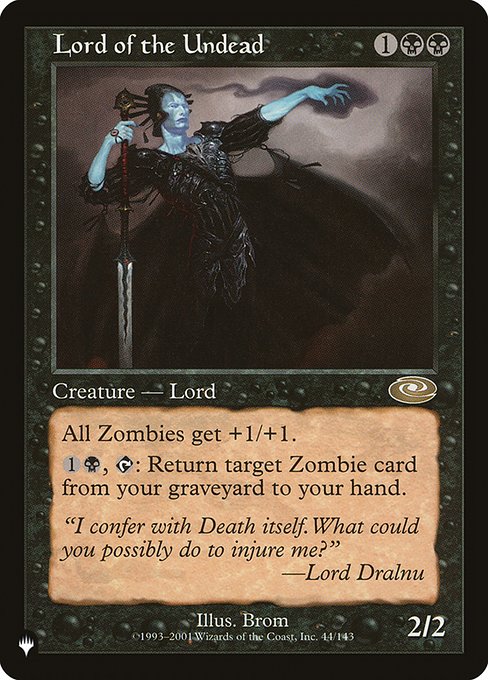 Lord of the Undead 1
Creature — Lord
All Zombies get +1/+1.
1 , : Return target Zombie card
from your graveyard to your hand.
“I confer with Death itself. What could
you possibly do to injure me?”
—Lord Dralnu
Illus. Brom
©1993–2001 Wizards of the Coast, Inc. 44/143
2/2